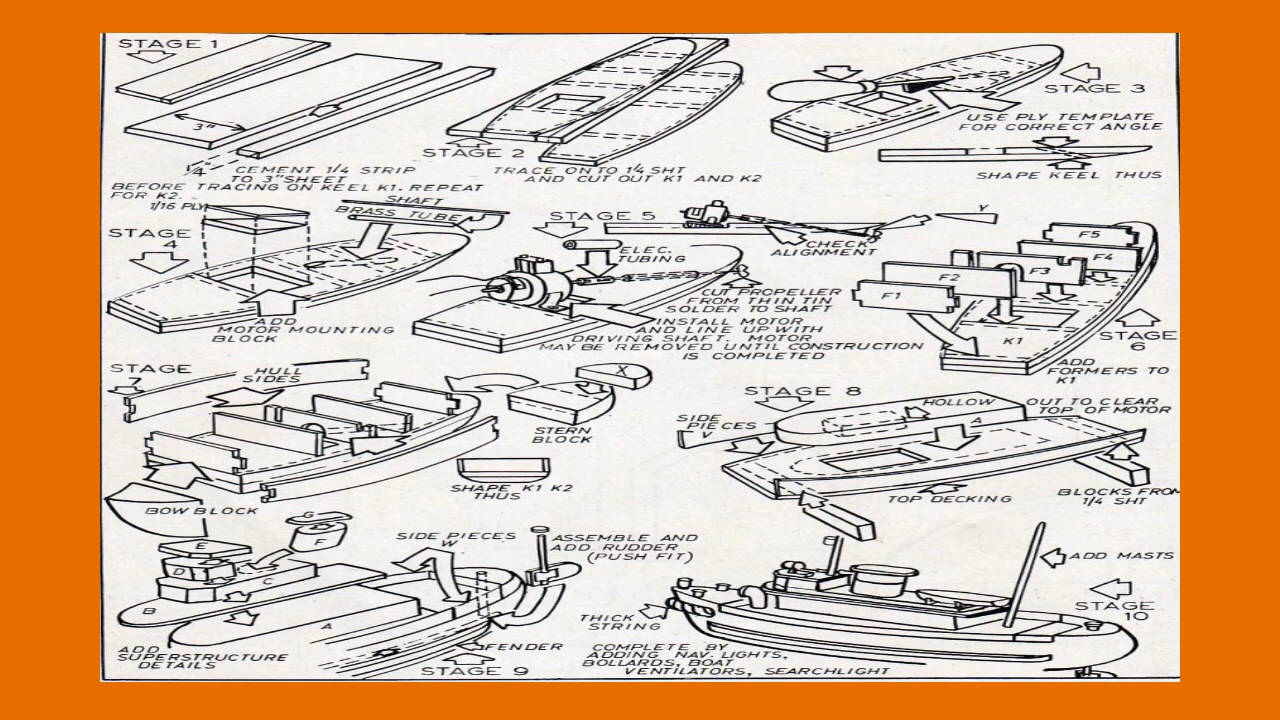 STAGE 1
3"
1/4"
CEMENT 1/4 STRIP
TO 3" SHEET
BEFORE TRACING ON KEEL K1. REPEAT
FOR K2.
STAGE 2
TRACE ONTO 1/4 SHT
AND CUT OUT K1 AND K2
STAGE 3
USE PLY TEMPLATE
FOR CORRECT ANGLE
SHAPE KEEL THUS
1/16 PLY
SHAFT
BRASS TUBE
STAGE
4
ADD
MOTOR MOUNTING
BLOCK
STAGE 5
ELEC.
TUBING
Y
CHECK
ALIGNMENT
CUT PROPELLER
FROM THIN TIN
SOLDER TO SHAFT
INSTALL MOTOR
AND LINE UP WITH
DRIVING SHAFT. MOTOR
MAY BE REMOVED UNTIL CONSTRUCTION
IS COMPLETED
F5
F4
F3
F2
F1
K1
STAGE
6
ADD
FORMERS TO
K1
STAGE
7
HULL
SIDES
X
STERN
BLOCK
SHAPE K1 K2
THUS
BOW BLOCK
STAGE 8
HOLLOW OUT TO CLEAR
TOP OF MOTOR
SIDE
PIECES
V
A
TOP DECKING
BLOCKS FROM
1/4 SHT
G
F
E
D
C
B
A
ADD
SUPERSTRUCTURE
DETAILS
SIDE PIECES
W
ASSEMBLE AND
ADD RUDDER
(PUSH FIT)
FENDER
STAGE 9
ADD MASTS
STAGE
10
THICK
STRING
COMPLETE BY
ADDING NAV. LIGHTS,
BOLLARDS, BOAT
VENTILATORS, SEARCHLIGHT